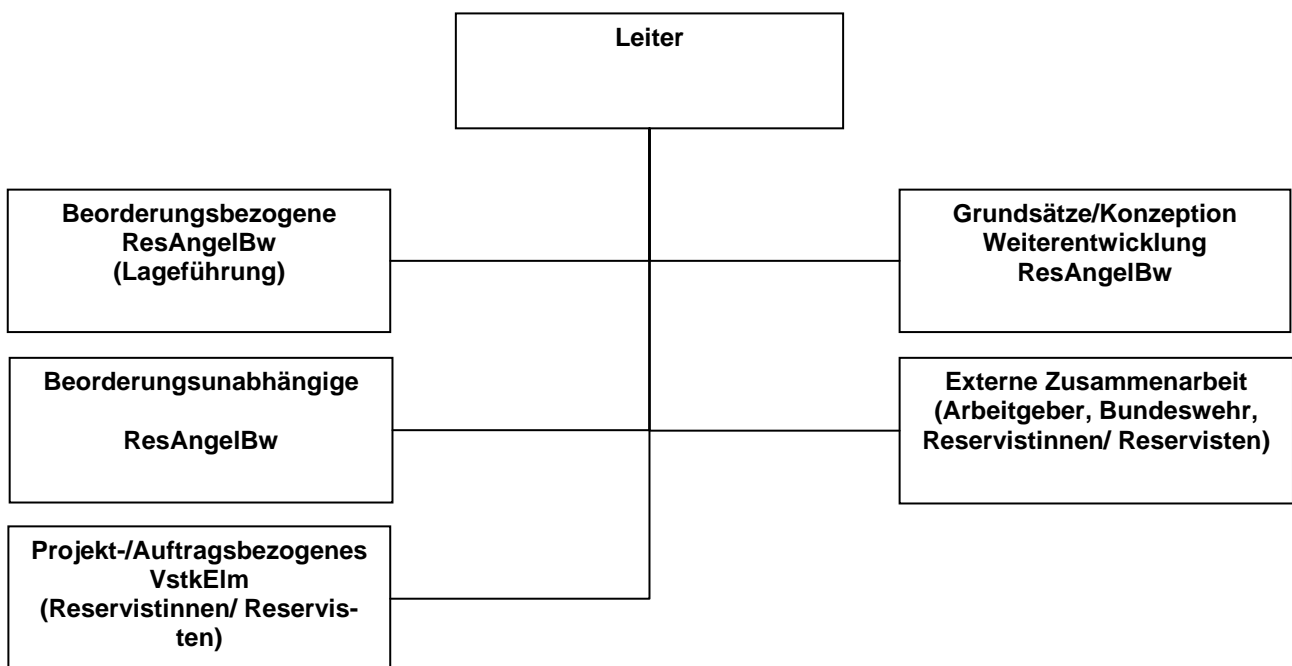 Leiter
Beorderungsbezogene
ResAngelBw
(Lageführung)
Grundsätze/Konzeption
Weiterentwicklung
ResAngelBw
Beorderungsunabhängige
ResAngelBw
Externe Zusammenarbeit
(Arbeitgeber, Bundeswehr,
Reservistinnen/ Reservisten)
Projekt-/Auftragsbezogenes
VstkElm
(Reservistinnen/ Reservis-
ten)